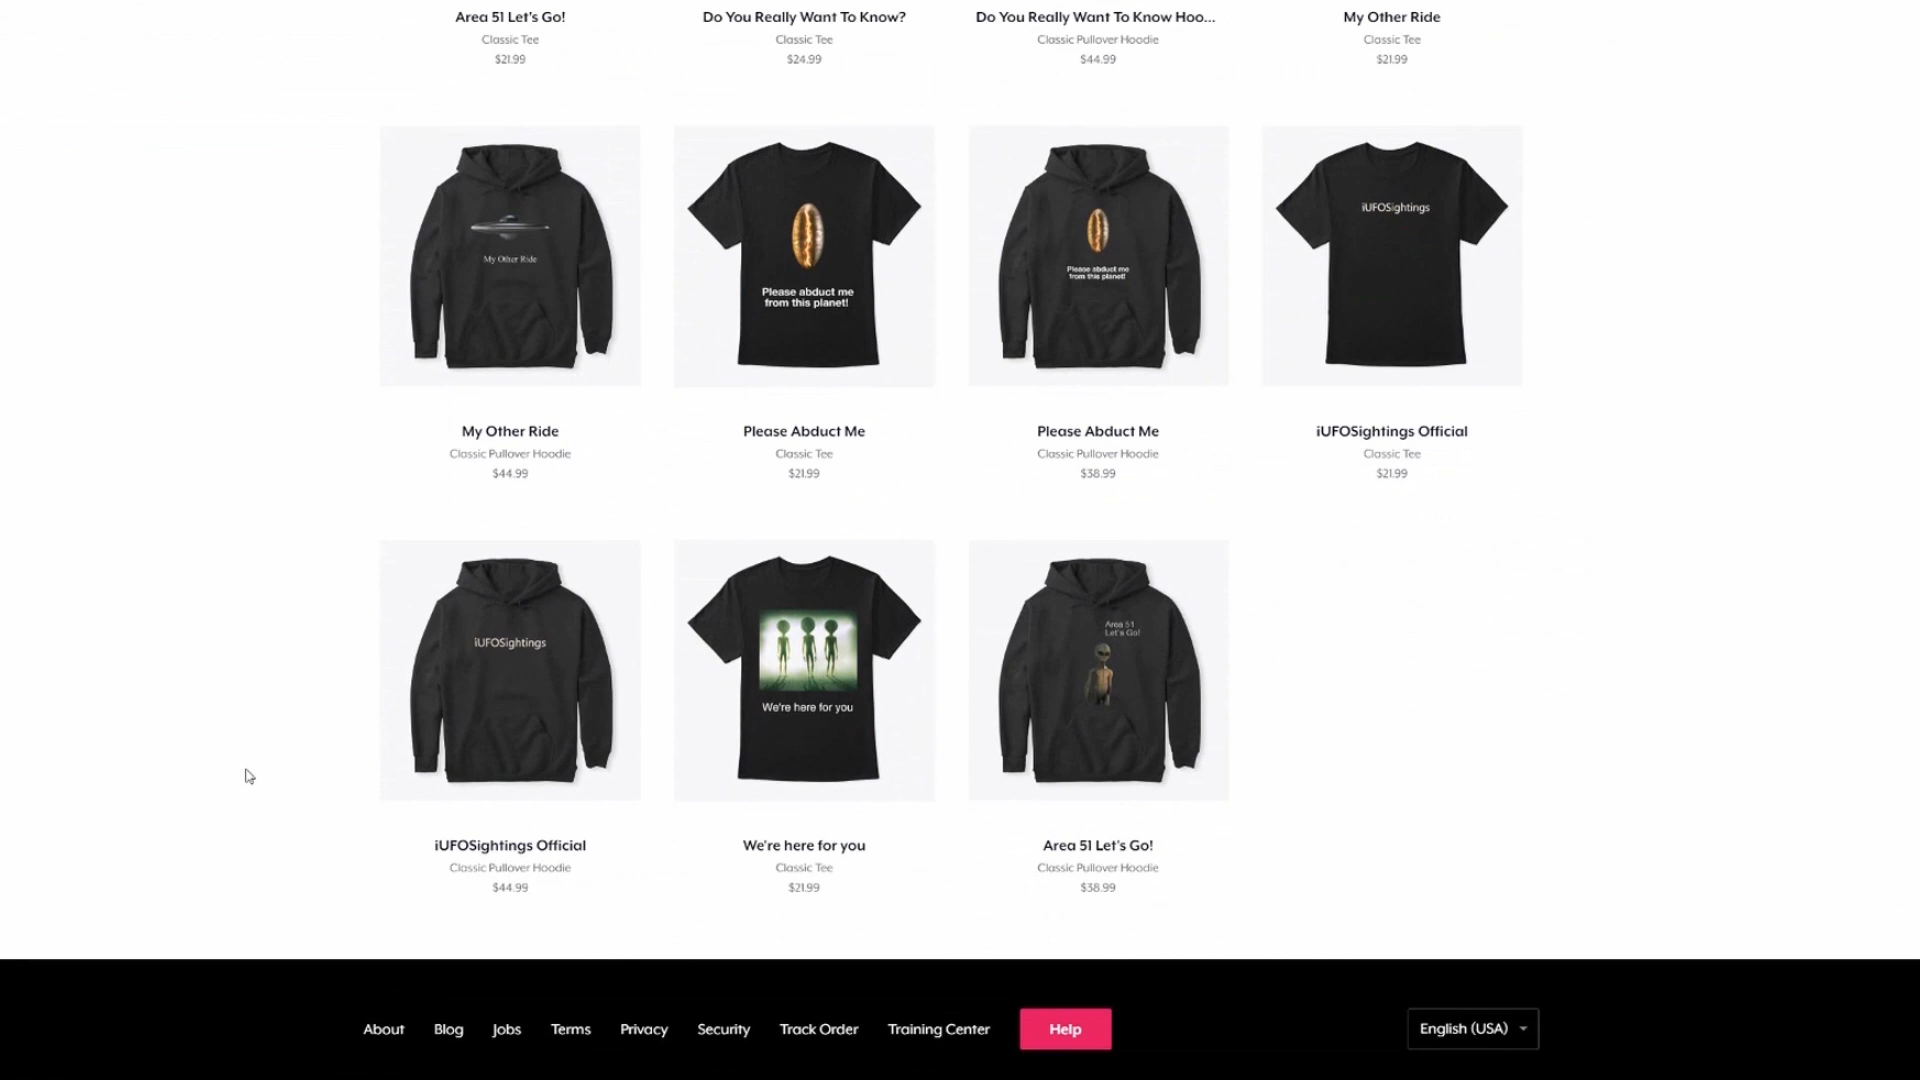 Area 51 Let's Go!
Classic Tee
$21.99
Do You Really Want To Know?
Classic Tee
$24.99
Do You Really Want To Know Hoo...
Classic Pullover Hoodie
$44.99
My Other Ride
Classic Tee
$21.99
My Other Ride
Please abduct me
from this planet!
Please abduct me
from this planet!
iUFOSightings
My Other Ride
Classic Pullover Hoodie
$44.99
Please Abduct Me
Classic Tee
$21.99
Please Abduct Me
Classic Pullover Hoodie
$38.99
iUFOSightings Official
Classic Tee
$21.99
iUFOSightings
We're here for you
Area 51
Let's Go!
iUFOSightings Official
Classic Pullover Hoodie
$44.99
We're here for you
Classic Tee
$21.99
Area 51 Let's Go!
Classic Pullover Hoodie
$38.99
About Blog Jobs Terms Privacy Security Track Order Training Center Help English (USA)